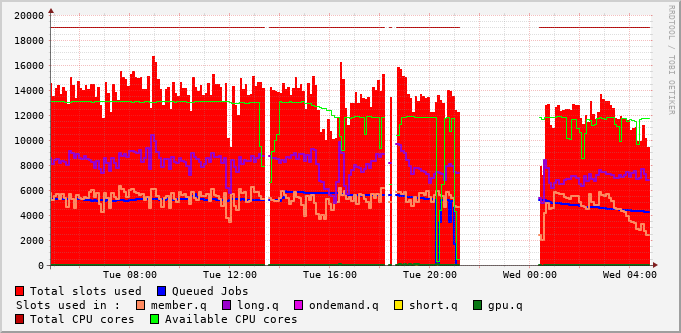 20000
18000
16000
14000
12000
10000
8000
6000
4000
2000
0
Tue 08:00 Tue 12:00 Tue 16:00 Tue 20:00 Wed 00:00 Wed 04:00
Total slots used Queued Jobs
Slots used in : member.q long.q ondemand.q short.q gpu.q
Total CPU cores Available CPU cores
RRDTOOL / TOBI OETIKER